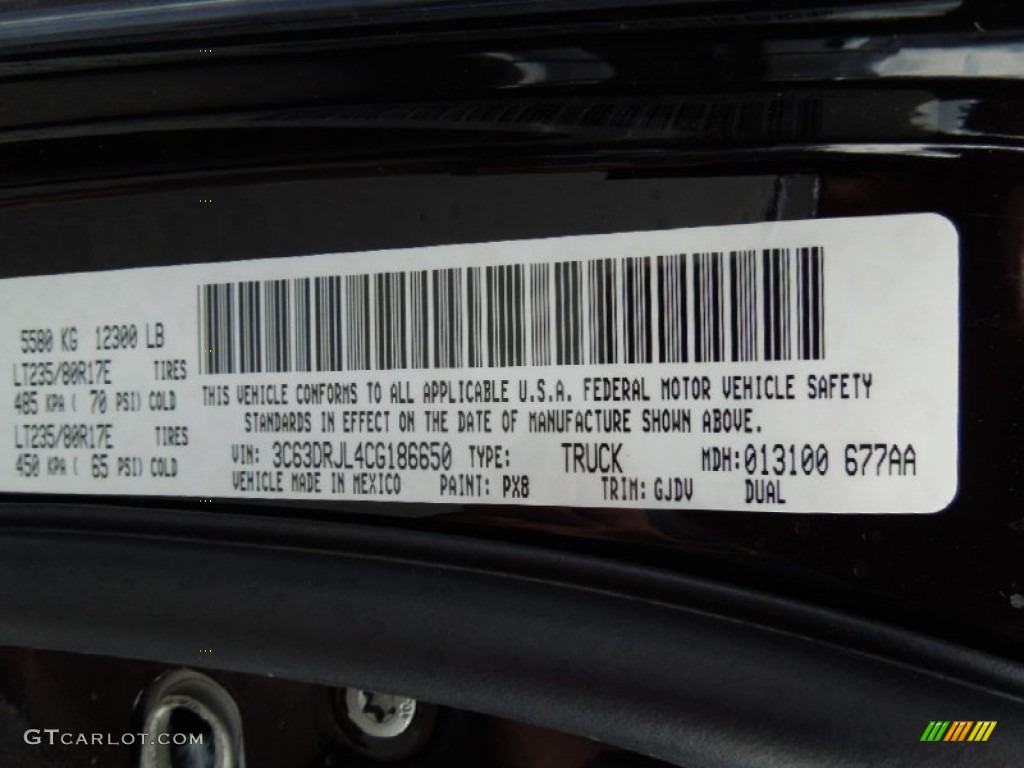 5580 KG 12300 LB
LT235/80R17E TIRES
485 KPA ( 70 PSI) COLD
LT235/80R17E TIRES
450 KPA ( 65 PSI) COLD
THIS VEHICLE CONFORMS TO ALL APPLICABLE U.S.A. FEDERAL MOTOR VEHICLE SAFETY
STANDARDS IN EFFECT ON THE DATE OF MANUFACTURE SHOWN ABOVE.
VIN: 3C63DRJL4CG186650 TYPE: TRUCK MDH:013100 677AA
VEHICLE MADE IN MEXICO PAINT: PX8 TRIM: GJDV DUAL
GTCARLOT.COM